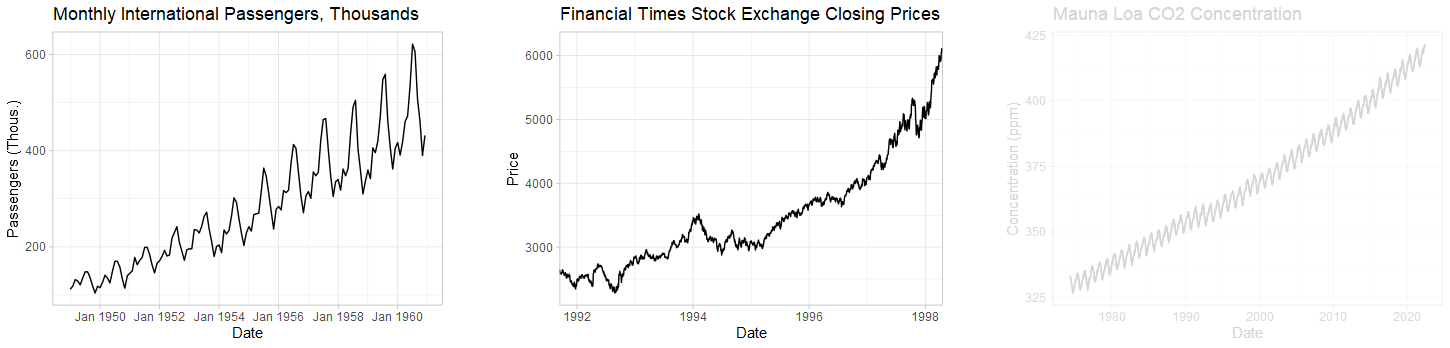 Monthly International Passengers, Thousands
600
400
200
Passengers (Thous.)
Jan 1950 Jan 1952 Jan 1954 Jan 1956 Jan 1958 Jan 1960
Date
Financial Times Stock Exchange Closing Prices
6000
5000
4000
3000
Price
1992 1994 1996 1998
Date
Mauna Loa CO2 Concentration
425
400
375
350
325
Concentration (ppm)
1980 1990 2000 2010 2020
Date